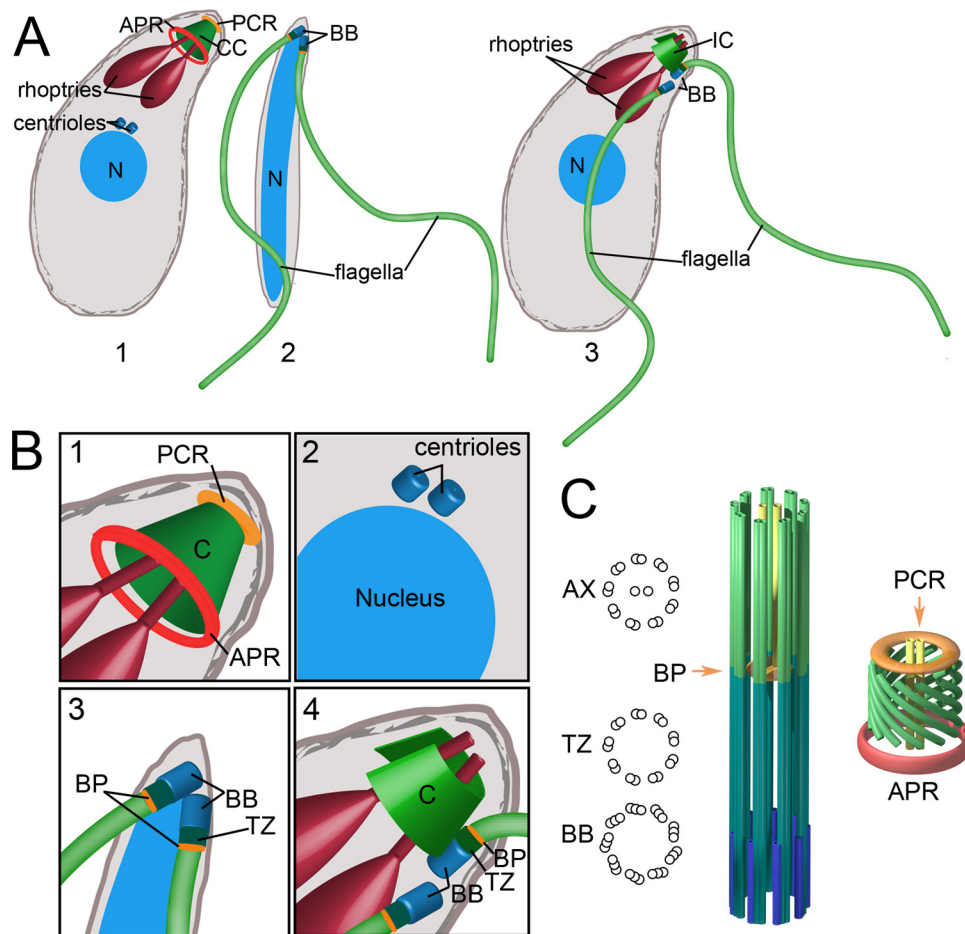 A
APR
PCR
CC
rhoptries
centrioles
N
1
BB
N
flagella
2
rhoptries
IC
BB
N
flagella
3
B
1
PCR
C
APR
2
centrioles
Nucleus
3
BP
BB
TZ
4
C
BP
TZ
BB
C
AX
BP
TZ
BB
PCR
APR